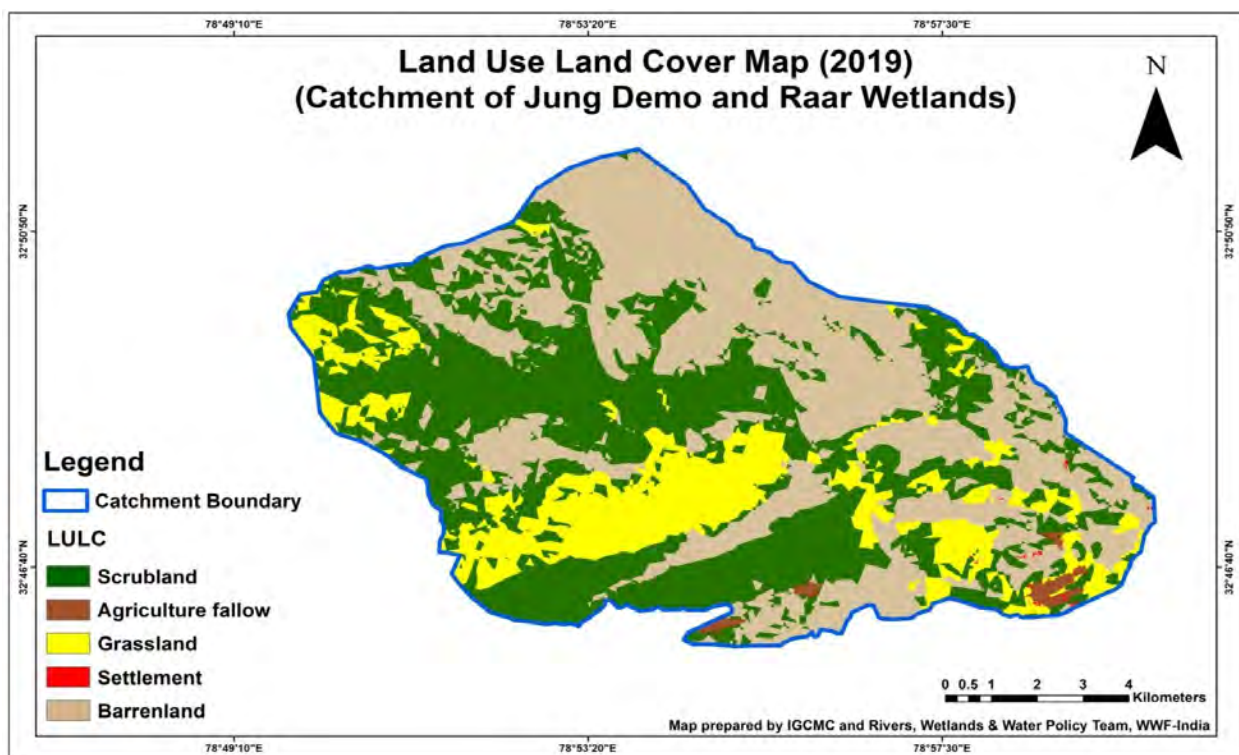 78°49'10"E 78°53'20"E 78°57'30"E
Land Use Land Cover Map (2019)
(Catchment of Jung Demo and Raar Wetlands)
N
32°50'50"N 32°50'50"N
Legend
Catchment Boundary
LULC
Scrubland
Agriculture fallow
Grassland
Settlement
Barrenland
32°46'40"N 32°46'40"N
0 0.5 1 2 3 4
Kilometers
Map prepared by IGCMC and Rivers, Wetlands & Water Policy Team, WWF-India
78°49'10"E 78°53'20"E 78°57'30"E